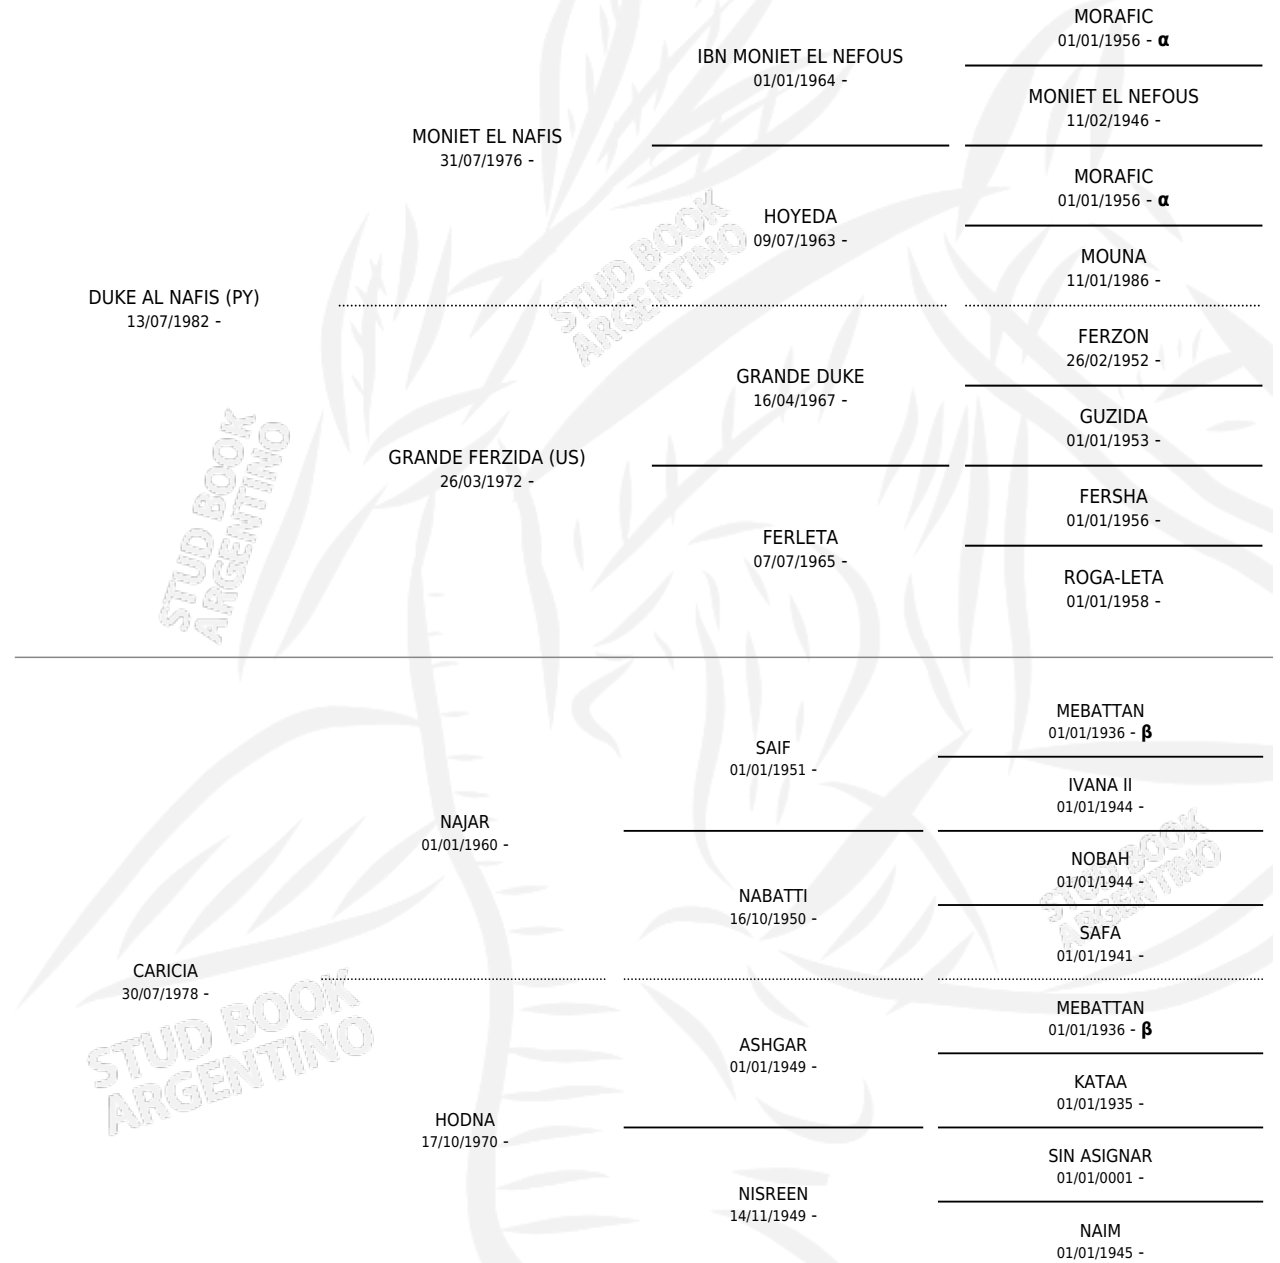 MORAFIC
01/01/1956 - α
IBN MONIET EL NEFOUS
01/01/1964 -
MONIET EL NEFOUS
11/02/1946 -
MONIET EL NAFIS
31/07/1976 -
MORAFIC
01/01/1956 - α
HOYEDA
09/07/1963 -
MOUNA
11/01/1986 -
DUKE AL NAFIS (PY)
13/07/1982 -
FERZON
26/02/1952 -
GRANDE DUKE
16/04/1967 -
GUZIDA
01/01/1953 -
GRANDE FERZIDA (US)
26/03/1972 -
FERSHA
01/01/1956 -
FERLETA
07/07/1965 -
ROGA-LETA
01/01/1958 -
MEBATTAN
01/01/1936 - β
SAIF
01/01/1951 -
IVANA II
01/01/1944 -
NAJAR
01/01/1960 -
NOBAH
01/01/1944 -
NABATTI
16/10/1950 -
SAFA
01/01/1941 -
CARICIA
30/07/1978 -
MEBATTAN
01/01/1936 - β
ASHGAR
01/01/1949 -
KATAA
01/01/1935 -
HODNA
17/10/1970 -
SIN ASIGNAR
01/01/0001 -
NISREEN
14/11/1949 -
NAIM
01/01/1945 -
STUD BOOK
ARGENTINO
STUD BOOK
ARGENTINO
STUD BOOK
ARGENTINO
STUD BOOK
ARGENTINO